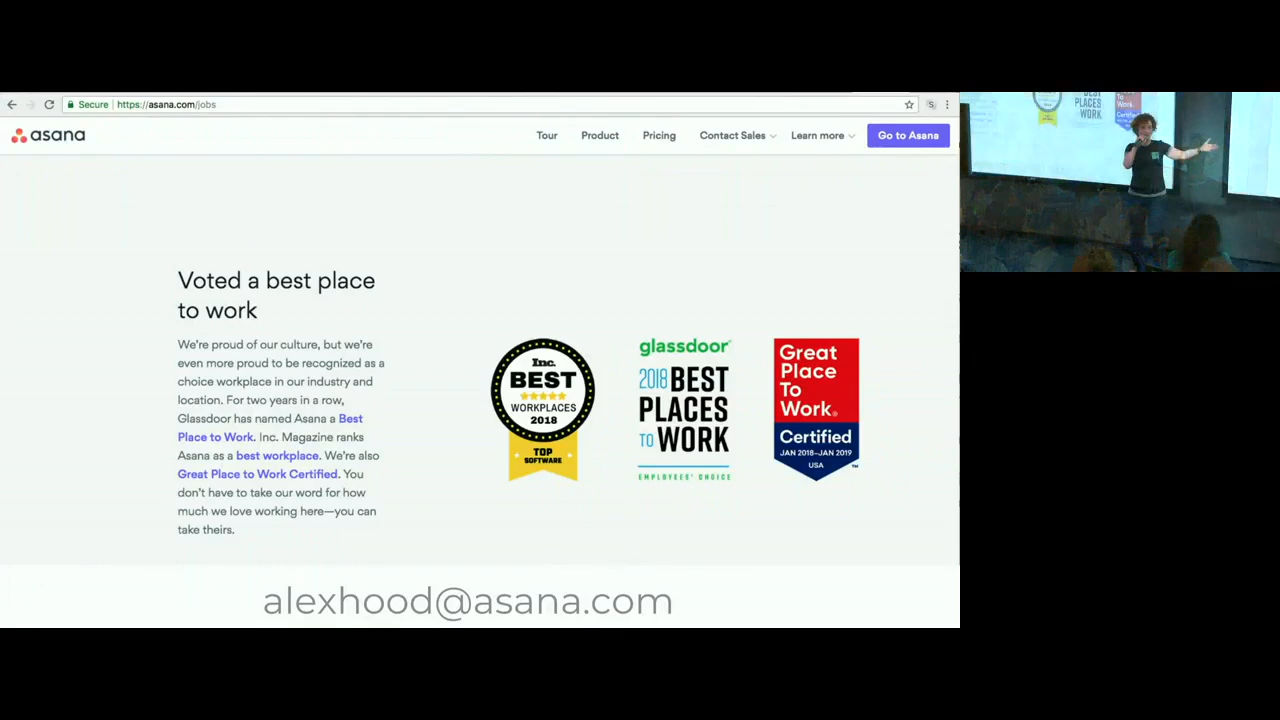 Secure https://asana.com/jobs
asana
Tour Product Pricing Contact Sales Learn more Go to Asana
Voted a best place
to work
We're proud of our culture, but we're
even more proud to be recognized as a
choice workplace in our industry and
location. For two years in a row,
Glassdoor has named Asana a Best
Place to Work. Inc. Magazine ranks
Asana as a best workplace. We're also
Great Place to Work Certified. You
don't have to take our word for how
much we love working here—you can
take theirs.
Inc.
BEST
WORKPLACES
2018
TOP
SOFTWARE
glassdoor
2018 BEST
PLACES
TO WORK
EMPLOYEES' CHOICE
Great
Place
To
Work®
Certified
JAN 2018–JAN 2019
USA
TM
alexhood@asana.com
BEST
PLACES
WORK
Work